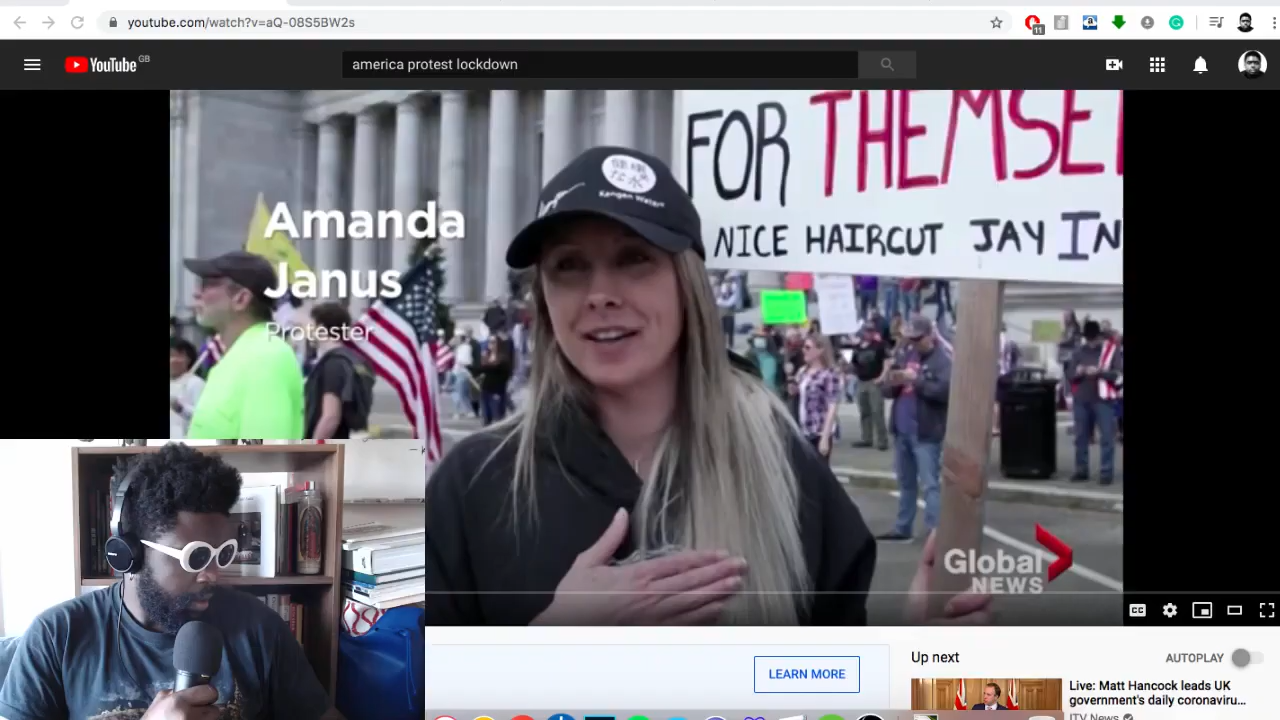 youtube.com/watch?v=aQ-08S5BW2s
11
YouTube GB
america protest lockdown
FOR THEMSE
NICE HAIRCUT JAY IN
Kangen Water
Amanda
Janus
Protester
Global
NEWS
CC
LEARN MORE
Up next
AUTOPLAY
Live: Matt Hancock leads UK
government's daily coronaviru...
ITV News